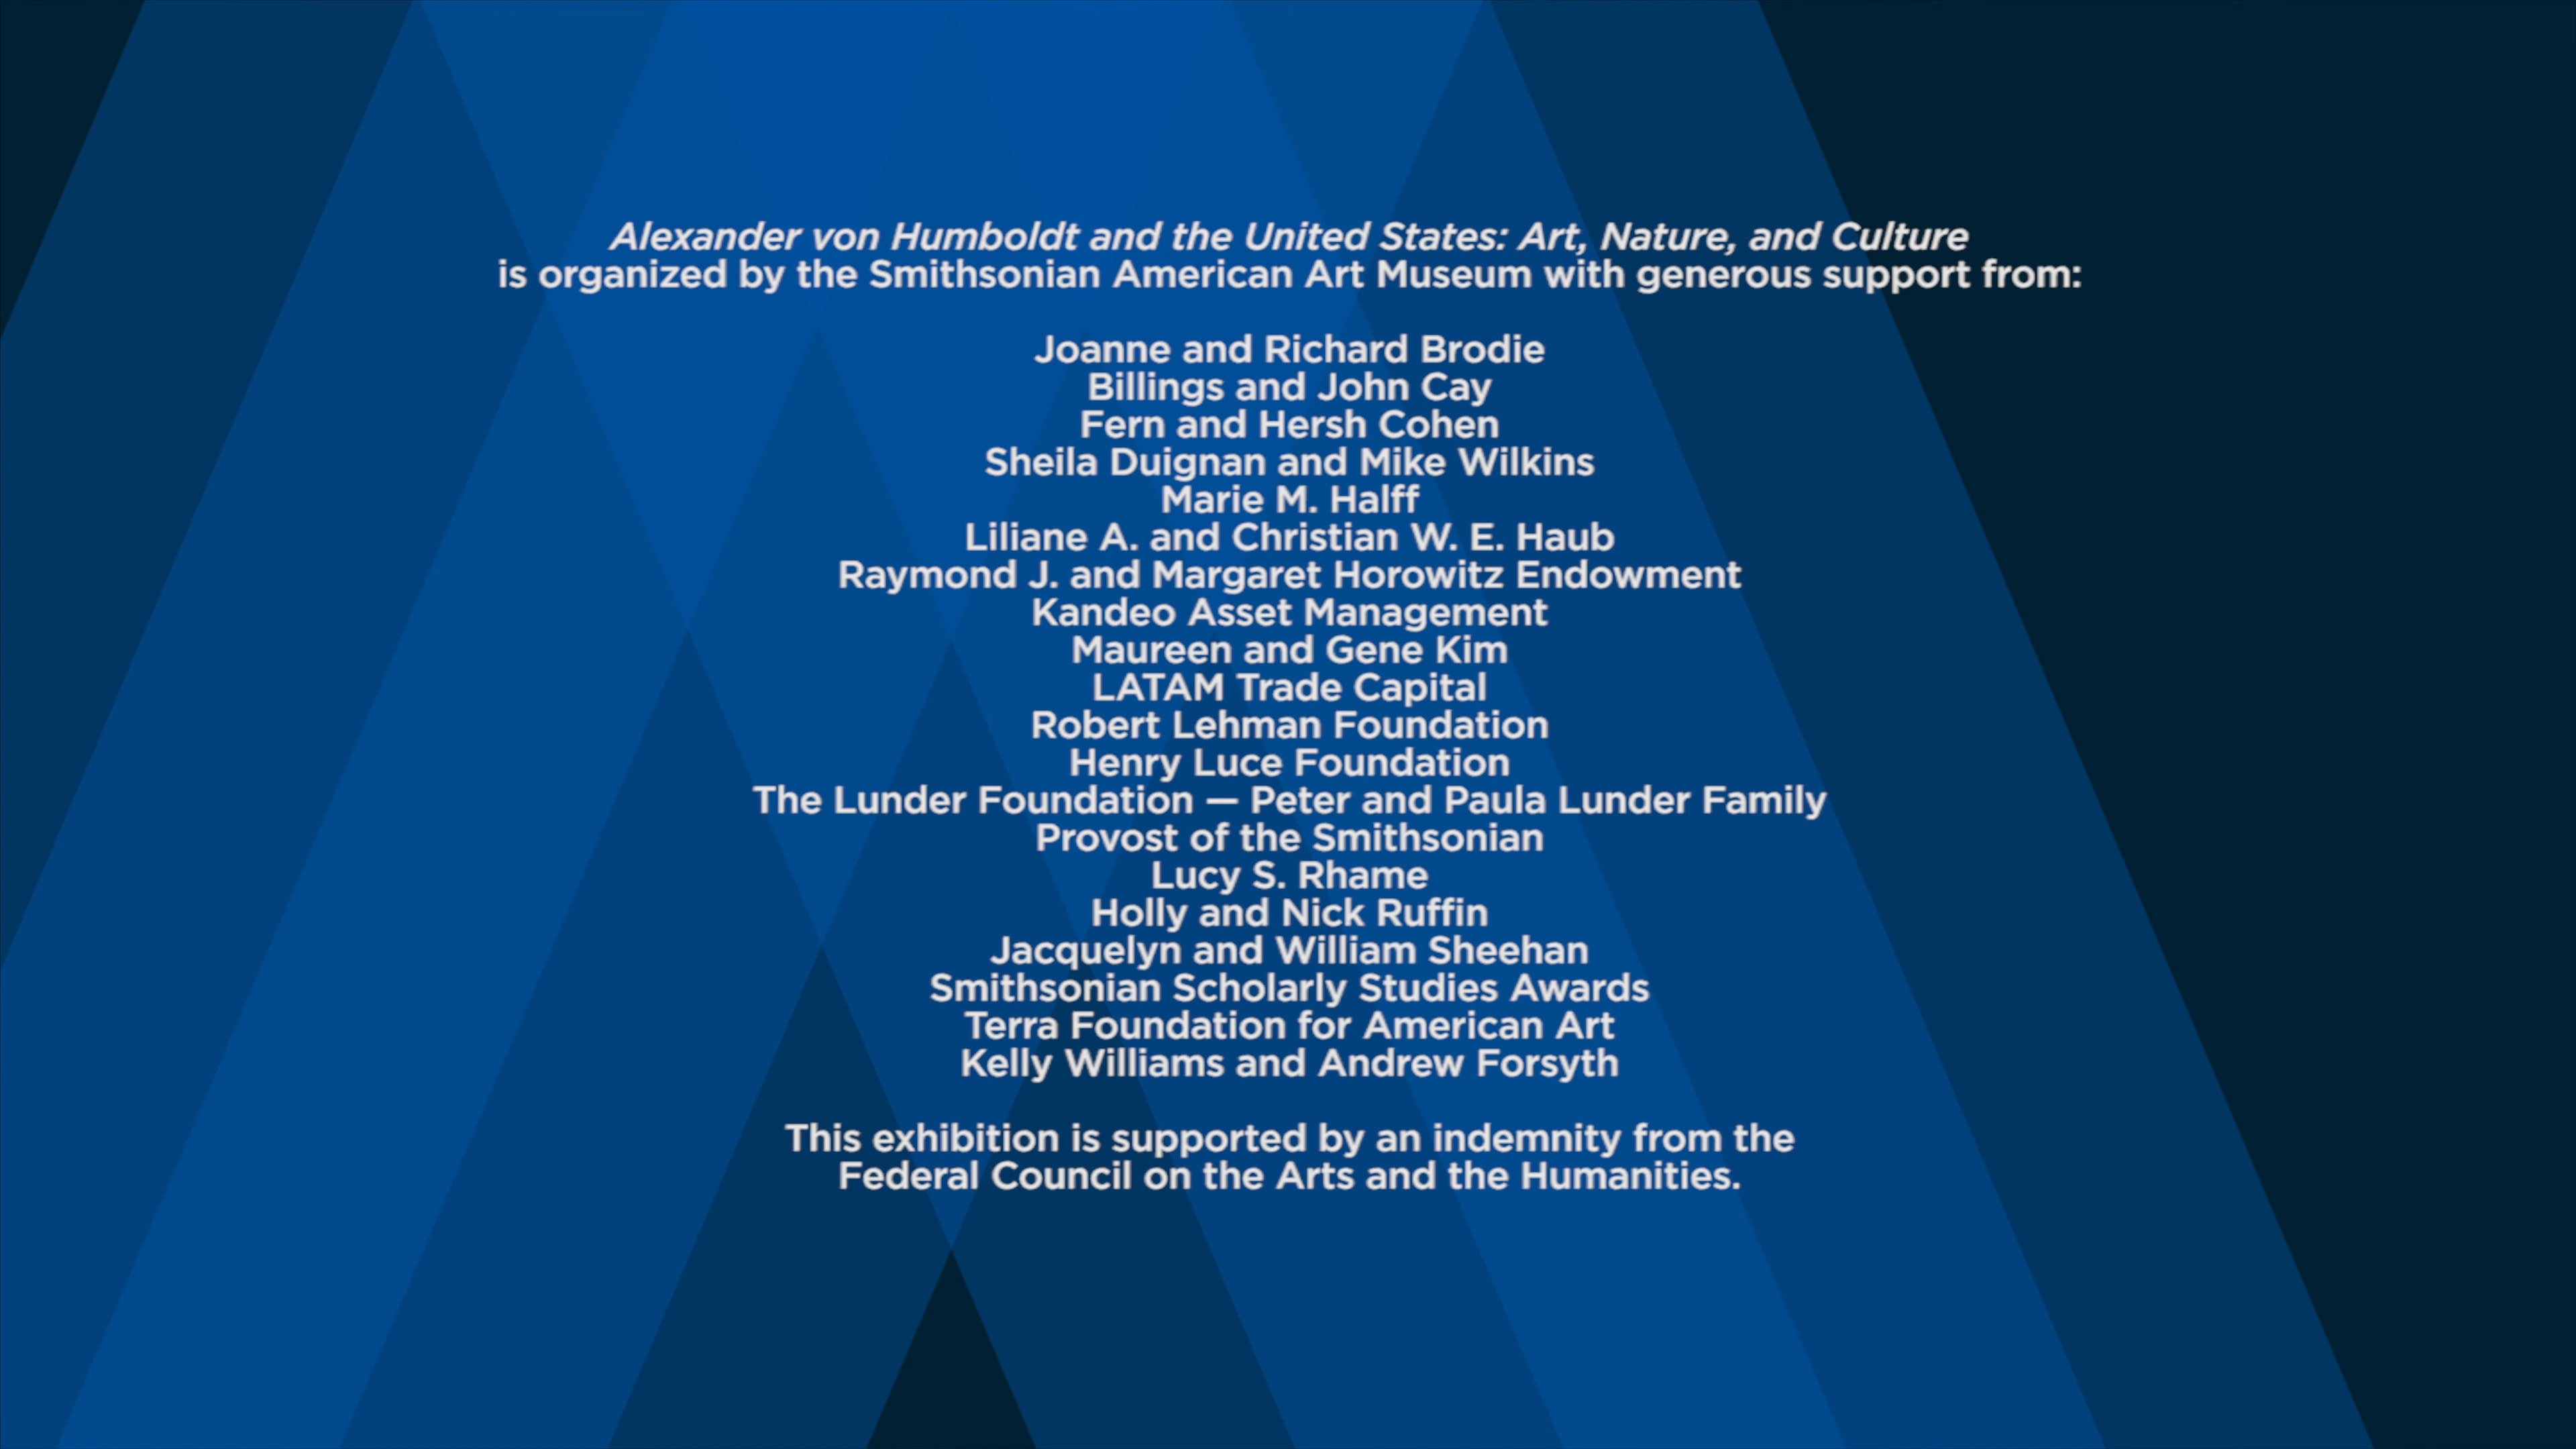 Alexander von Humboldt and the United States: Art, Nature, and Culture
is organized by the Smithsonian American Art Museum with generous support from:
Joanne and Richard Brodie
Billings and John Cay
Fern and Hersh Cohen
Sheila Duignan and Mike Wilkins
Marie M. Halff
Liliane A. and Christian W. E. Haub
Raymond J. and Margaret Horowitz Endowment
Kandeo Asset Management
Maureen and Gene Kim
LATAM Trade Capital
Robert Lehman Foundation
Henry Luce Foundation
The Lunder Foundation — Peter and Paula Lunder Family
Provost of the Smithsonian
Lucy S. Rhame
Holly and Nick Ruffin
Jacquelyn and William Sheehan
Smithsonian Scholarly Studies Awards
Terra Foundation for American Art
Kelly Williams and Andrew Forsyth
This exhibition is supported by an indemnity from the
Federal Council on the Arts and the Humanities.